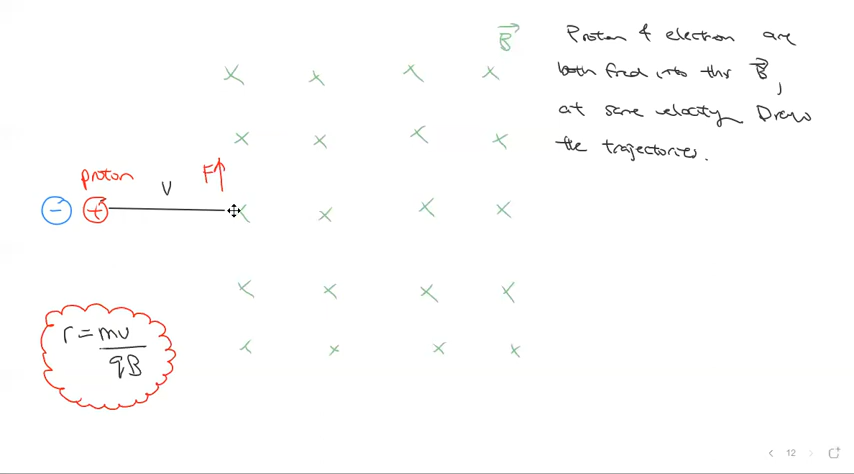 B
Proton & electron are
both fired into the B,
at same velocity. Draw
the trajectories.
proton
F
V
- +
r = mv
qB
12